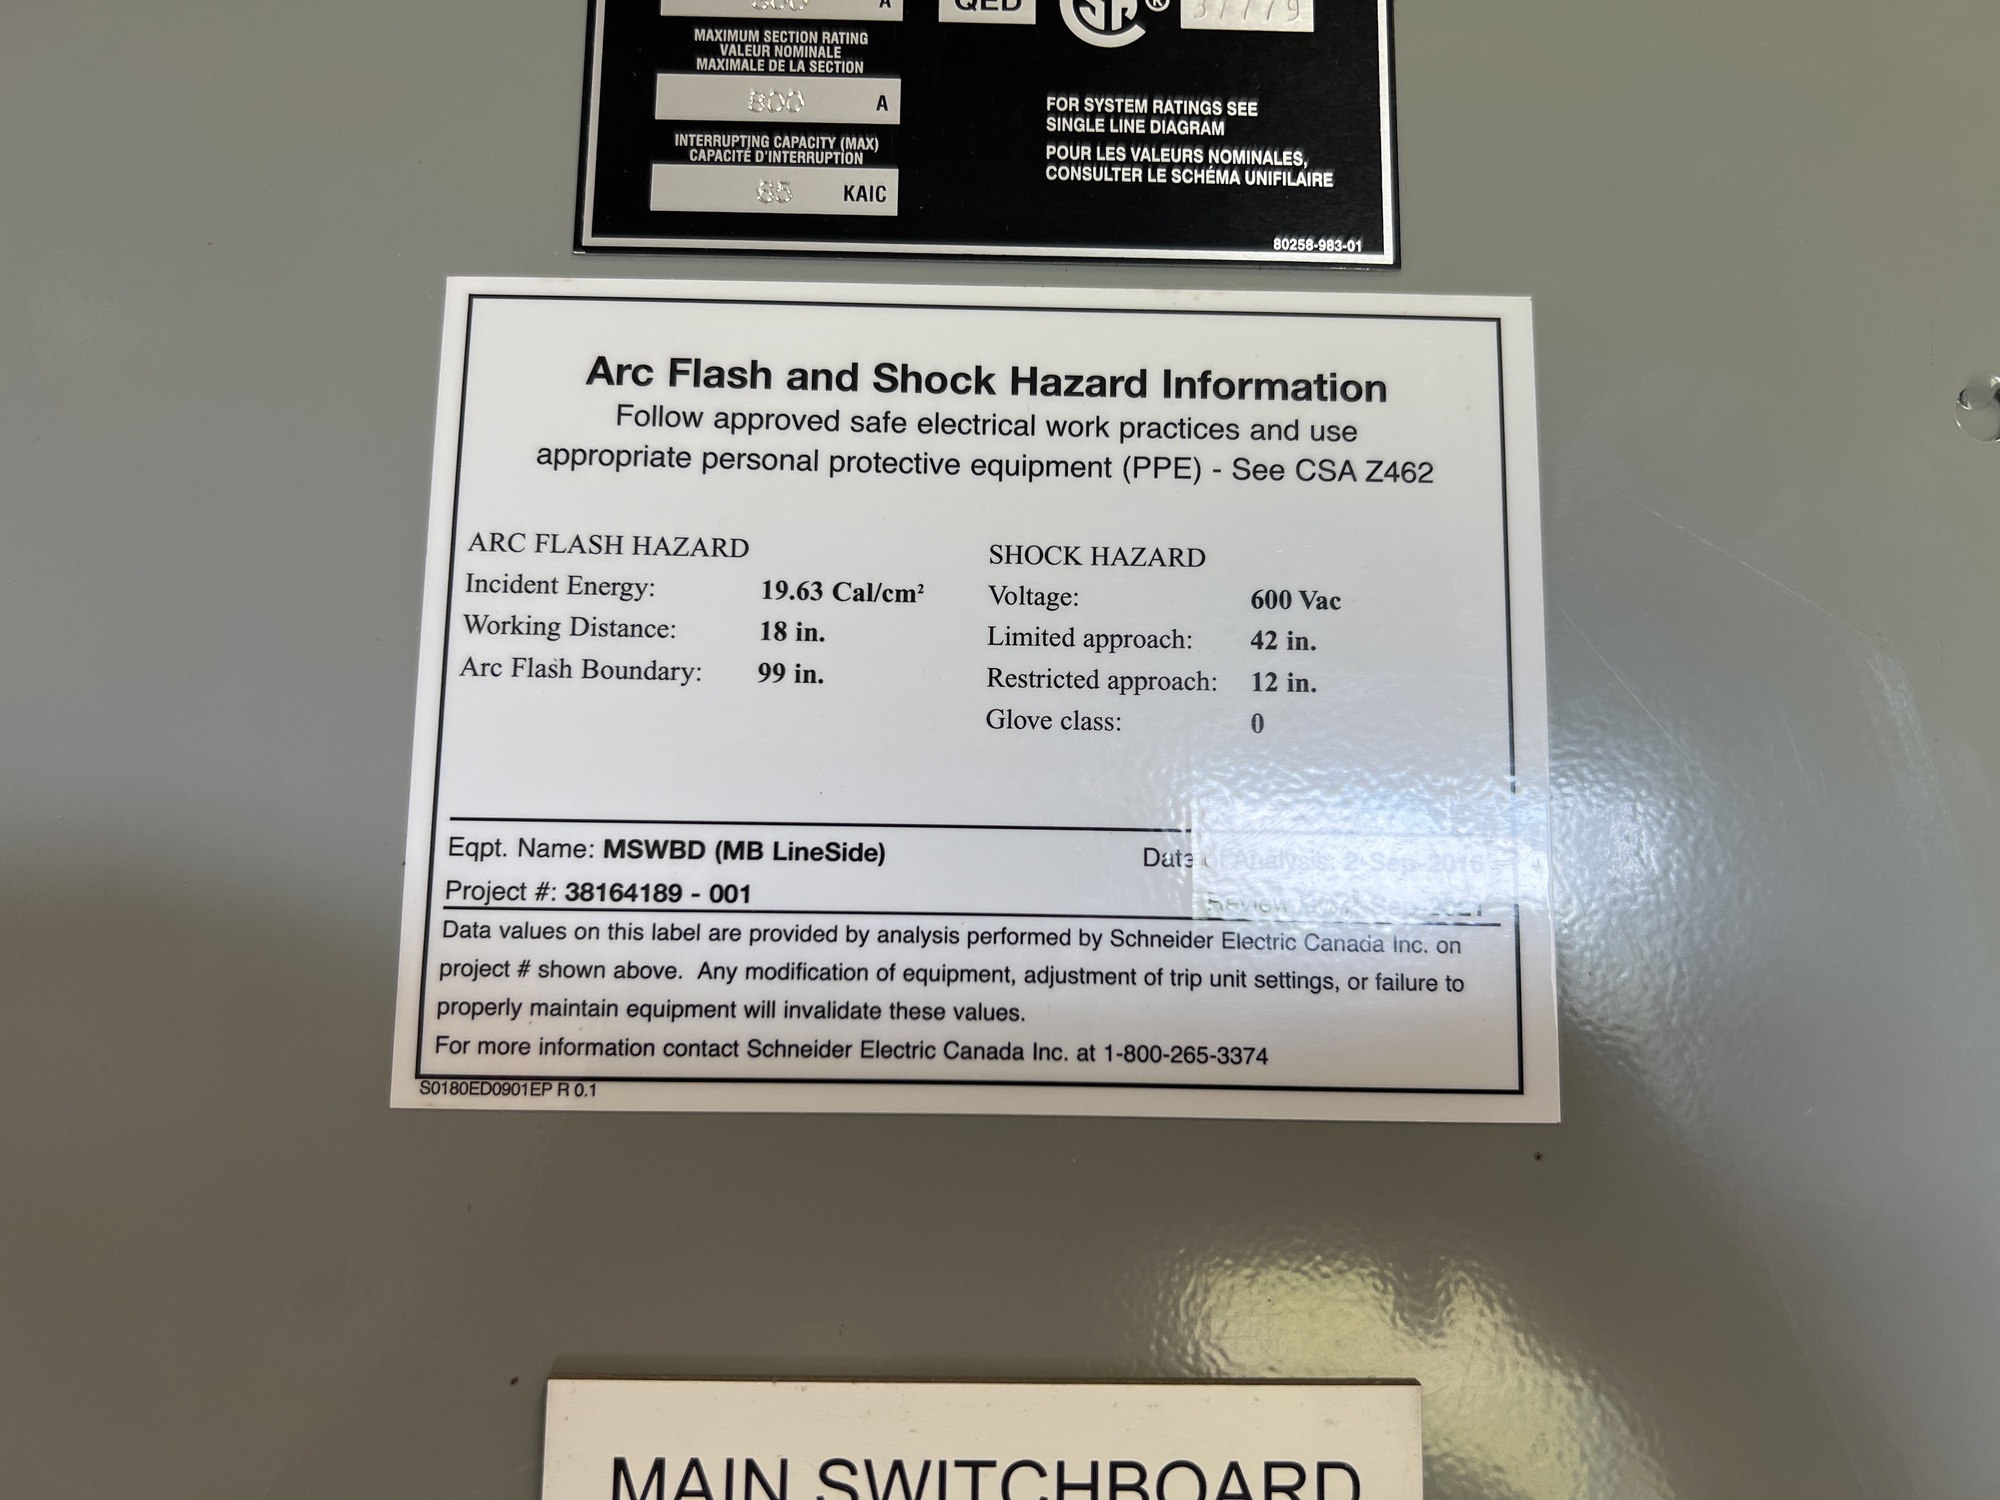 A
QED
MAXIMUM SECTION RATING
VALEUR NOMINALE
MAXIMALE DE LA SECTION
800 A
INTERRUPTING CAPACITY (MAX)
CAPACITÉ D'INTERRUPTION
65 KAIC
FOR SYSTEM RATINGS SEE
SINGLE LINE DIAGRAM
POUR LES VALEURS NOMINALES,
CONSULTER LE SCHÉMA UNIFILAIRE
80258-983-01
Arc Flash and Shock Hazard Information
Follow approved safe electrical work practices and use
appropriate personal protective equipment (PPE) - See CSA Z462
ARC FLASH HAZARD
Incident Energy: 19.63 Cal/cm²
Working Distance: 18 in.
Arc Flash Boundary: 99 in.
SHOCK HAZARD
Voltage: 600 Vac
Limited approach: 42 in.
Restricted approach: 12 in.
Glove class: 0
Eqpt. Name: MSWBD (MB LineSide)
Date of Analysis: 2-Sep-2016
Project #: 38164189 - 001
Data values on this label are provided by analysis performed by Schneider Electric Canada Inc. on
project # shown above. Any modification of equipment, adjustment of trip unit settings, or failure to
properly maintain equipment will invalidate these values.
For more information contact Schneider Electric Canada Inc. at 1-800-265-3374
S0180ED0901EP R 0.1
MAIN SWITCHBOARD